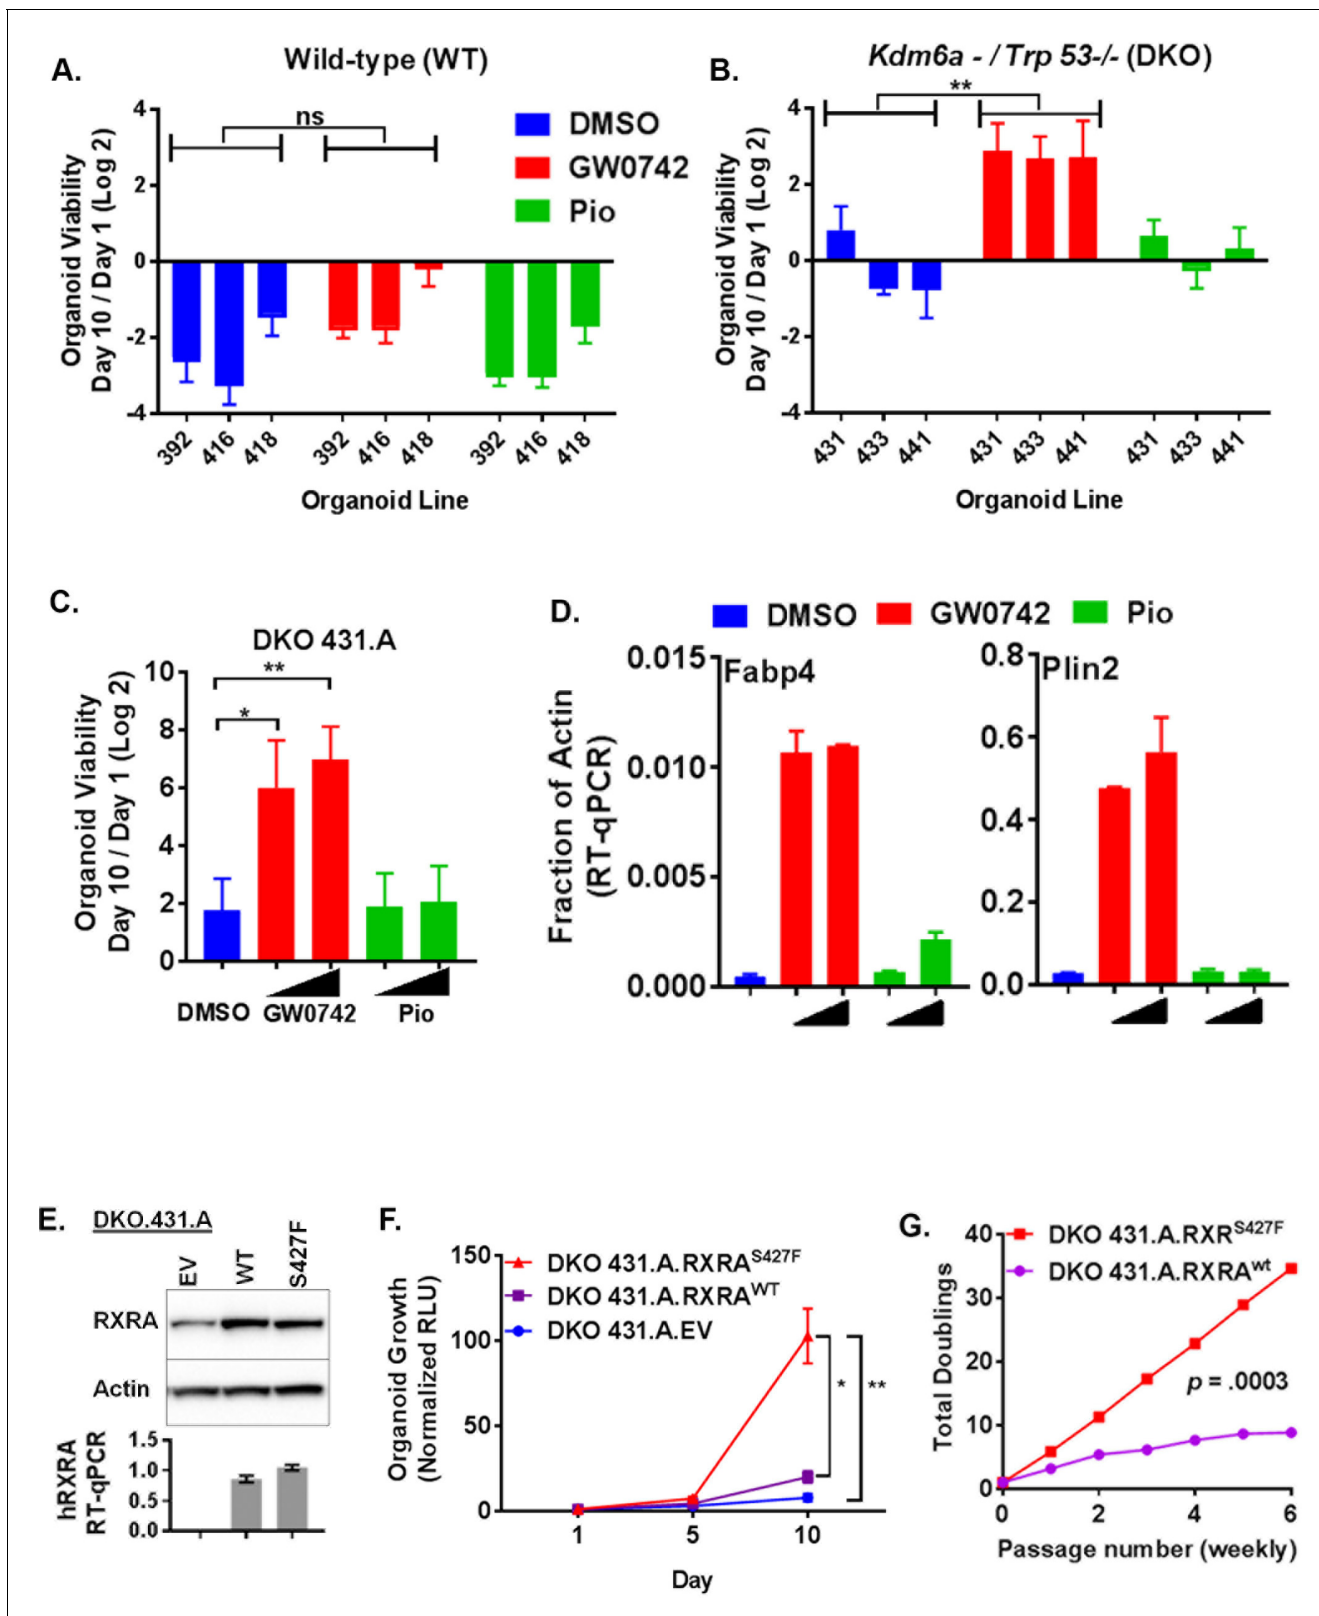 A.
Wild-type (WT)
Organoid Viability
Day 10 / Day 1 (Log 2)
4
2
0
-2
-4
ns
DMSO
GW0742
Pio
392 416 418 392 416 418 392 416 418
Organoid Line
B.
Kdm6a - / Trp 53-/- (DKO)
Organoid Viability
Day 10 / Day 1 (Log 2)
4
2
0
-2
-4
**
431 433 441 431 433 441 431 433 441
Organoid Line
C.
DKO 431.A
Organoid Viability
Day 10 / Day 1 (Log 2)
10
8
6
4
2
0
**
*
DMSO GW0742 Pio
D.
DMSO GW0742 Pio
Fraction of Actin
(RT-qPCR)
Fabp4
0.015
0.010
0.005
0.000
Plin2
0.8
0.6
0.4
0.2
0.0
E.
DKO.431.A
EV WT S427F
RXRA
Actin
hRXRA
RT-qPCR
1.5
1.0
0.5
0.0
F.
Organoid Growth
(Normalized RLU)
150
100
50
0
DKO 431.A.RXRA^S427F
DKO 431.A.RXRA^WT
DKO 431.A.EV
* **
1 5 10
Day
G.
Total Doublings
40
30
20
10
0
DKO 431.A.RXR^S427F
DKO 431.A.RXRA^wt
p = .0003
0 2 4 6
Passage number (weekly)